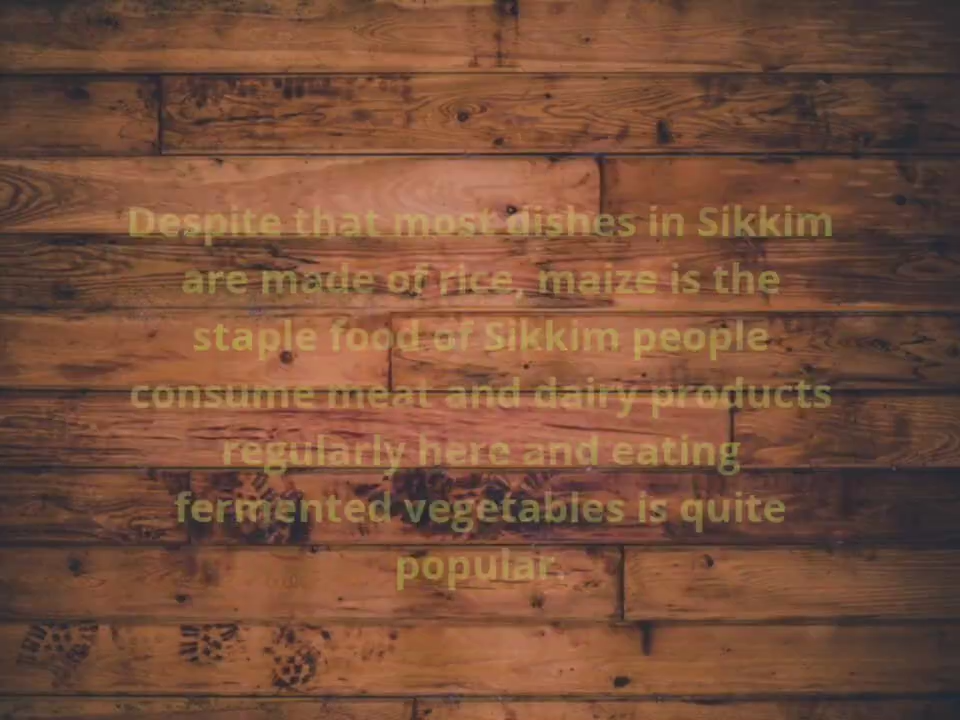 Despite that most dishes in Sikkim
are made of rice, maize is the
staple food of Sikkim people
consume meat and dairy products
regularly here and eating
fermented vegetables is quite
popular.